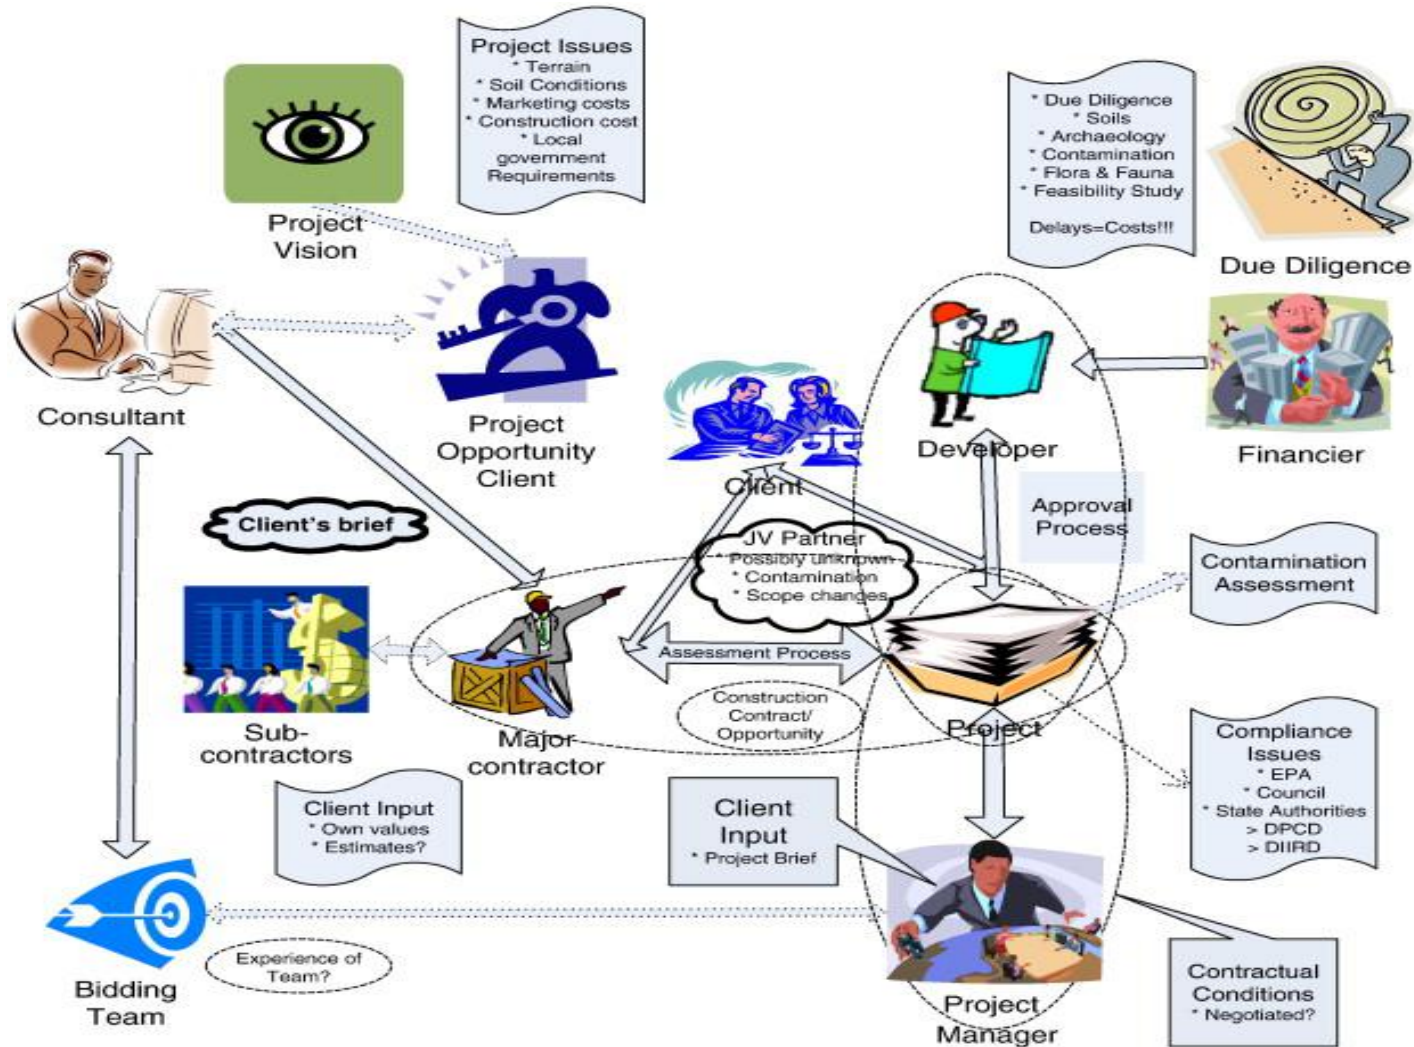 Project Issues
* Terrain
* Soil Conditions
* Marketing costs
* Construction cost
* Local
government
Requirements
* Due Diligence
* Soils
* Archaeology
* Contamination
* Flora & Fauna
* Feasibility Study
Delays=Costs!!!
Project
Vision
Due Diligence
Consultant
Project
Opportunity
Client
Client
Developer
Financier
Client's brief
Approval
Process
JV Partner
* Possibly unknown
* Contamination
* Scope changes
Contamination
Assessment
Assessment Process
Construction
Contract/
Opportunity
Sub-
contractors
Major
contractor
Project
Compliance
Issues
* EPA
* Council
* State Authorities
> DPCD
> DIIRD
Client Input
* Own values
* Estimates?
Client
Input
* Project Brief
Experience of
Team?
Bidding
Team
Project
Manager
Contractual
Conditions
* Negotiated?